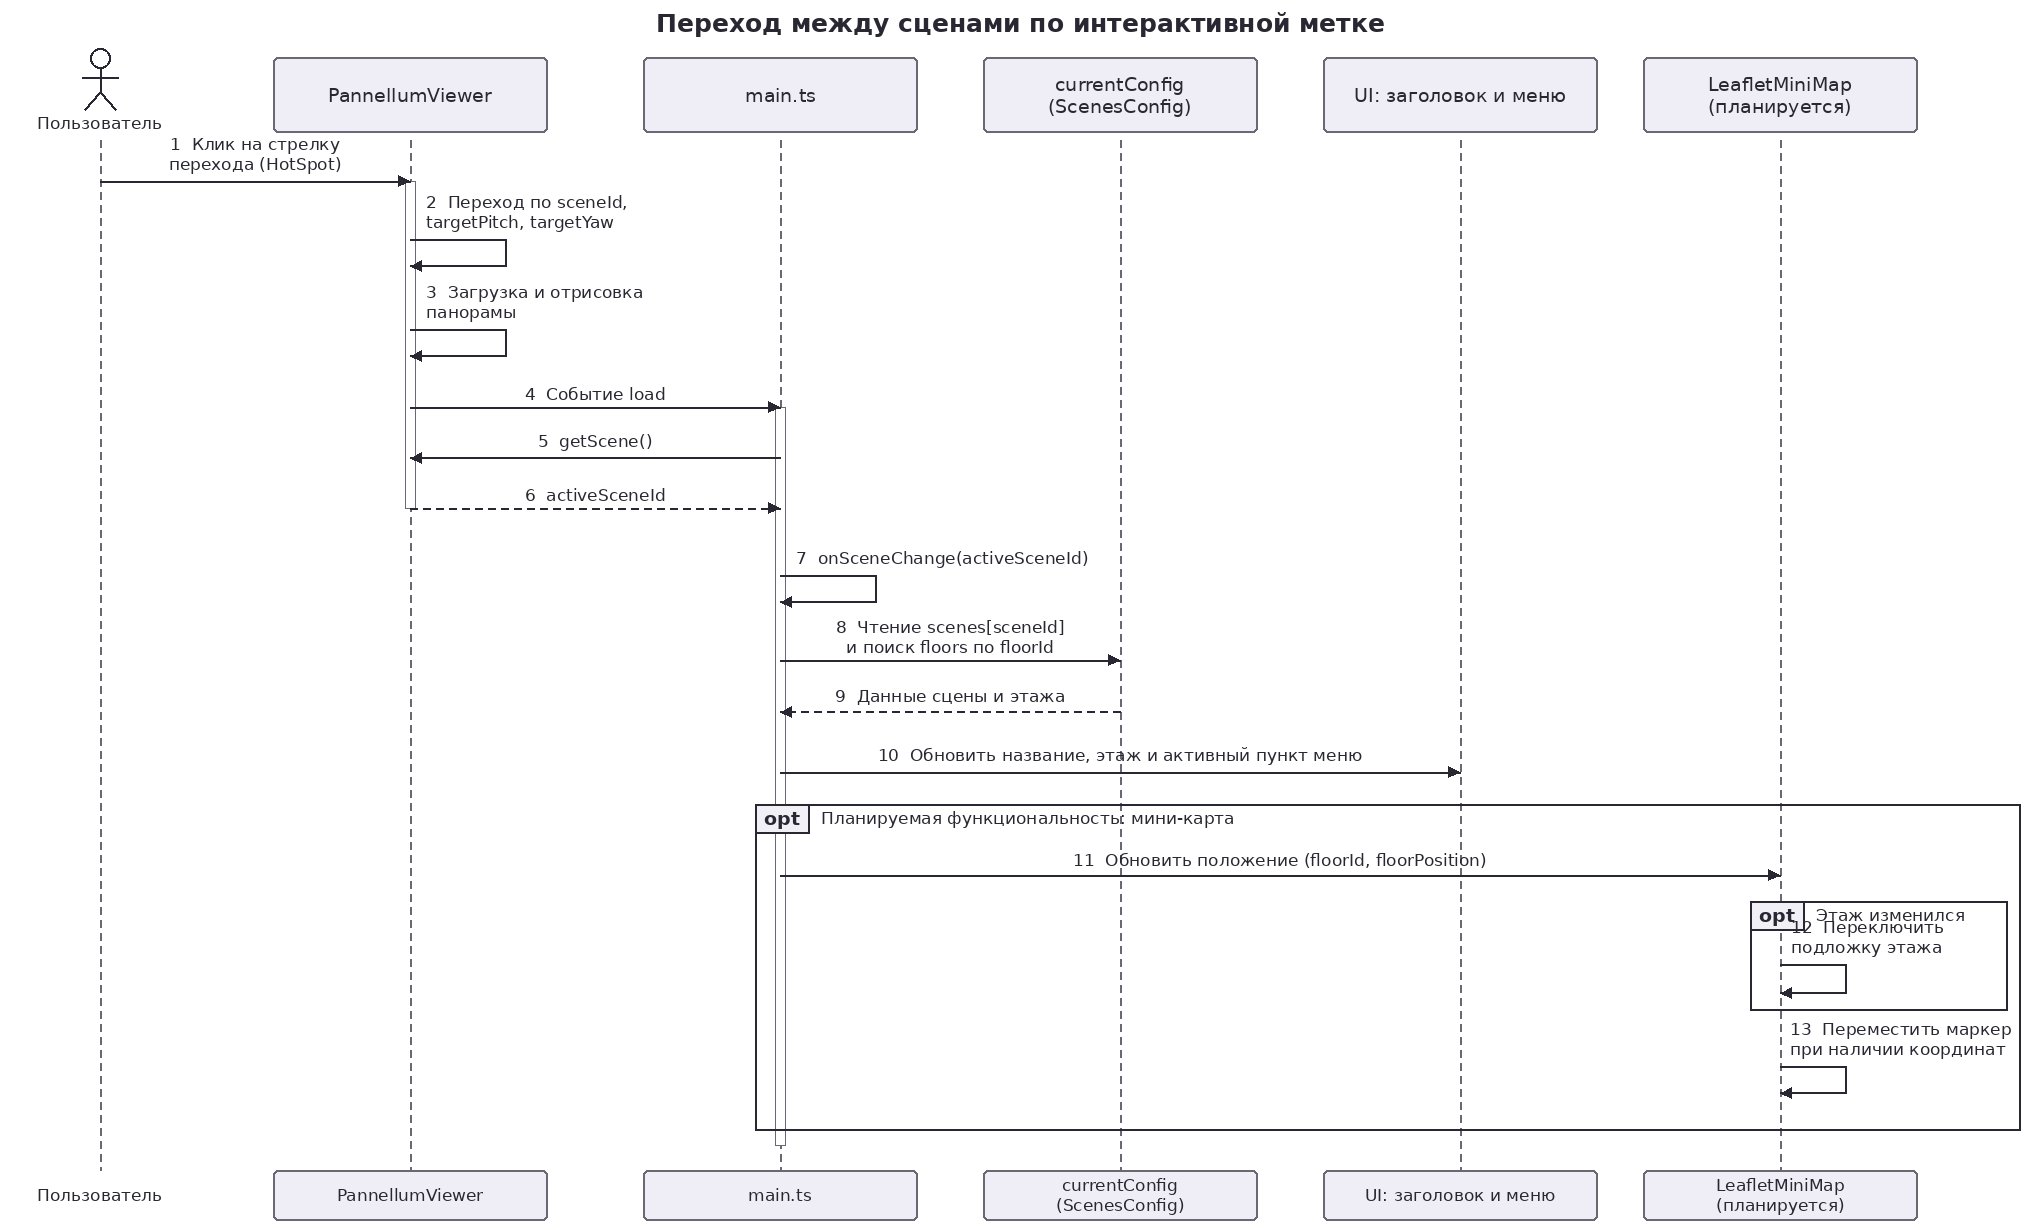 Переход между сценами по интерактивной метке
Пользователь
PannellumViewer
main.ts
currentConfig
(ScenesConfig)
UI: заголовок и меню
LeafletMiniMap
(планируется)
1 Клик на стрелку
перехода (HotSpot)
2 Переход по sceneId,
targetPitch, targetYaw
3 Загрузка и отрисовка
панорамы
4 Событие load
5 getScene()
6 activeSceneId
7 onSceneChange(activeSceneId)
8 Чтение scenes[sceneId]
и поиск floors по floorId
9 Данные сцены и этажа
10 Обновить название, этаж и активный пункт меню
opt Планируемая функциональность: мини-карта
11 Обновить положение (floorId, floorPosition)
opt Этаж изменился
12 Переключить
подложку этажа
13 Переместить маркер
при наличии координат
Пользователь
PannellumViewer
main.ts
currentConfig
(ScenesConfig)
UI: заголовок и меню
LeafletMiniMap
(планируется)